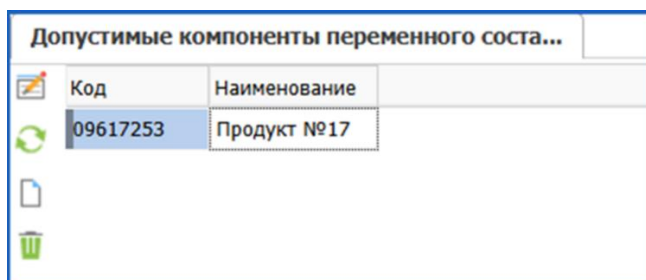 Допустимые компоненты переменного соста...
Код Наименование
09617253 Продукт №17